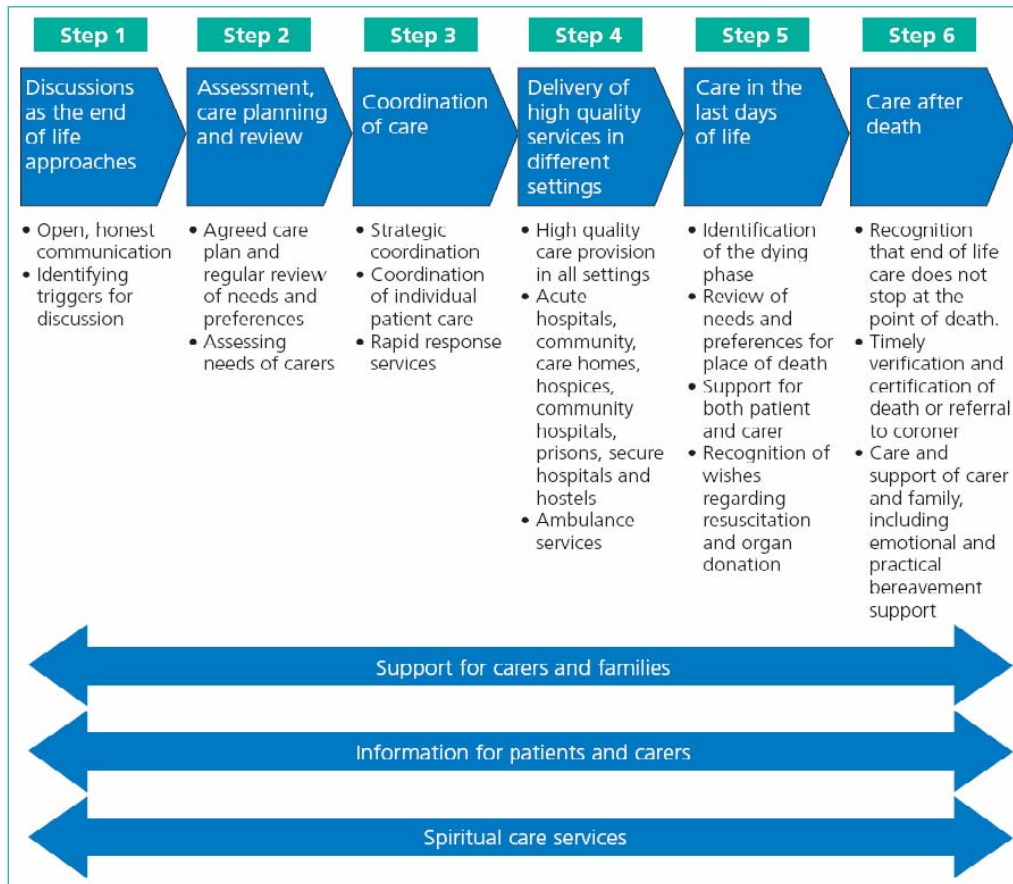 Step 1
Discussions
as the end
of life
approaches
• Open, honest
communication
• Identifying
triggers for
discussion
Step 2
Assessment,
care planning
and review
• Agreed care
plan and
regular review
of needs and
preferences
• Assessing
needs of carers
Step 3
Coordination
of care
• Strategic
coordination
• Coordination
of individual
patient care
• Rapid response
services
Step 4
Delivery of
high quality
services in
different
settings
• High quality
care provision
in all settings
• Acute
hospitals,
community,
care homes,
hospices,
community
hospitals,
prisons, secure
hospitals and
hostels
• Ambulance
services
Step 5
Care in the
last days
of life
• Identification
of the dying
phase
• Review of
needs and
preferences for
place of death
• Support for
both patient
and carer
• Recognition of
wishes
regarding
resuscitation
and organ
donation
Step 6
Care after
death
• Recognition
that end of life
care does not
stop at the
point of death.
• Timely
verification and
certification of
death or referral
to coroner
• Care and
support of carer
and family,
including
emotional and
practical
bereavement
support
Support for carers and families
Information for patients and carers
Spiritual care services